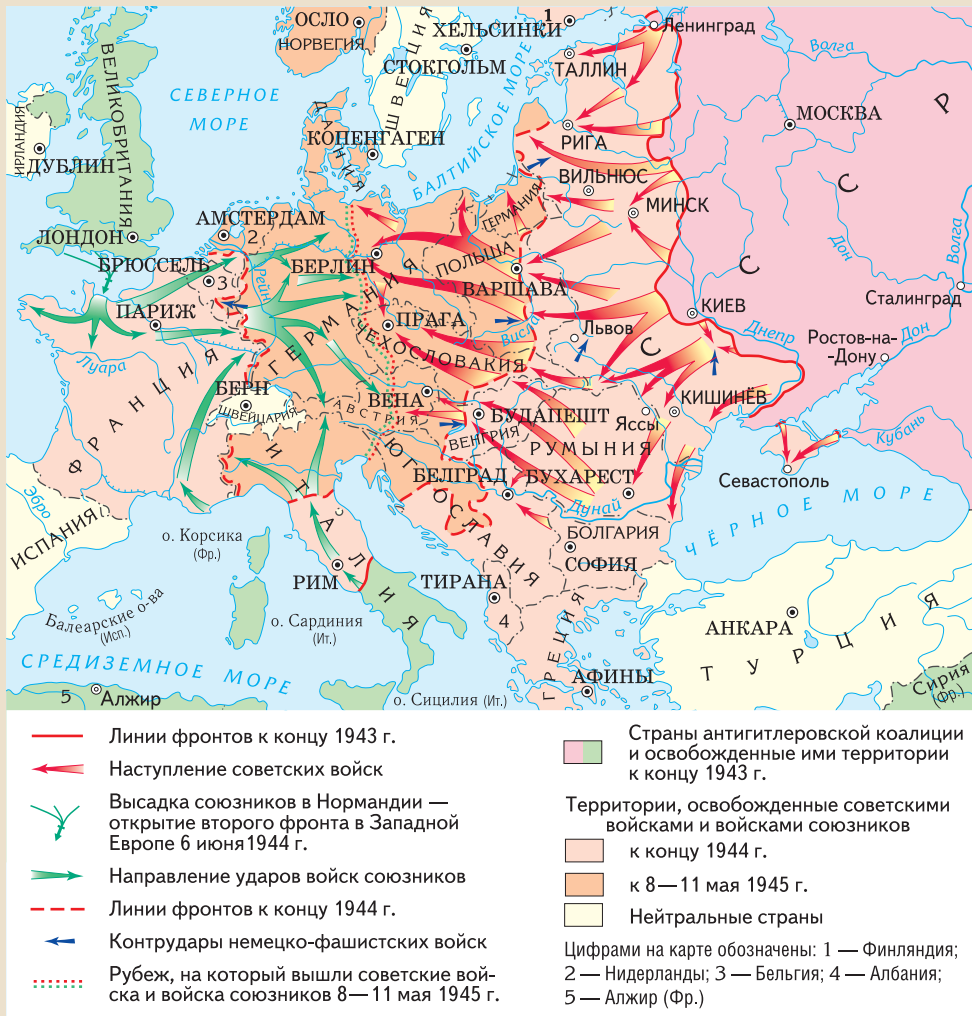 ОСЛО
НОРВЕГИЯ
ШВЕЦИЯ
1
ХЕЛЬСИНКИ
СТОКГОЛЬМ
Ленинград
ТАЛЛИН
Волга
МОСКВА
СССР
ВЕЛИКОБРИТАНИЯ
СЕВЕРНОЕ
МОРЕ
ДАНИЯ
КОПЕНГАГЕН
БАЛТИЙСКОЕ МОРЕ
РИГА
ИРЛАНДИЯ
ДУБЛИН
ВИЛЬНЮС
МИНСК
АМСТЕРДАМ
2
ГЕРМАНИЯ
ЛОНДОН
БРЮССЕЛЬ
3
Рейн
БЕРЛИН
ПОЛЬША
ВАРШАВА
Дон
Волга
Сталинград
ПАРИЖ
ГЕРМАНИЯ
ПРАГА
Висла
Львов
КИЕВ
Днепр
Ростов-на-
-Дону
Дон
Луара
ЧЕХОСЛОВАКИЯ
ФРАНЦИЯ
БЕРН
ШВЕЙЦАРИЯ
АВСТРИЯ
ВЕНА
БУДАПЕШТ
ВЕНГРИЯ
Яссы
КИШИНЁВ
РУМЫНИЯ
Кубань
Севастополь
БЕЛГРАД
БУХАРЕСТ
Дунай
ЧЁРНОЕ МОРЕ
Эбро
ИСПАНИЯ
о. Корсика
(Фр.)
ИТАЛИЯ
ЮГОСЛАВИЯ
БОЛГАРИЯ
СОФИЯ
РИМ
ТИРАНА
4
Балеарские о-ва
(Исп.)
о. Сардиния
(Ит.)
АНКАРА
ТУРЦИЯ
ГРЕЦИЯ
АФИНЫ
СРЕДИЗЕМНОЕ МОРЕ
5
Алжир
о. Сицилия (Ит.)
Сирия
(Фр.)
Линии фронтов к концу 1943 г.
Наступление советских войск
Высадка союзников в Нормандии —
открытие второго фронта в Западной
Европе 6 июня1944 г.
Направление ударов войск союзников
Линии фронтов к концу 1944 г.
Контрудары немецко-фашистских войск
Рубеж, на который вышли советские вой-
ска и войска союзников 8—11 мая 1945 г.
Страны антигитлеровской коалиции
и освобожденные ими территории
к концу 1943 г.
Территории, освобожденные советскими
войсками и войсками союзников
к концу 1944 г.
к 8—11 мая 1945 г.
Нейтральные страны
Цифрами на карте обозначены: 1 — Финляндия;
2 — Нидерланды; 3 — Бельгия; 4 — Албания;
5 — Алжир (Фр.)